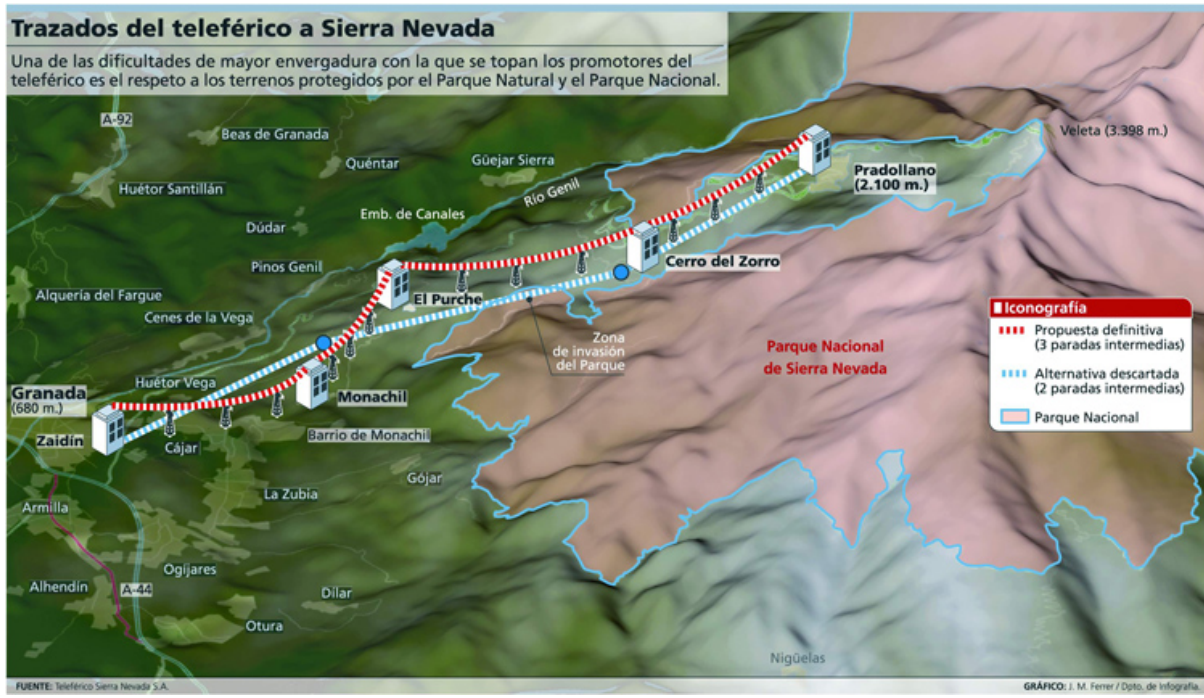 Trazados del teleférico a Sierra Nevada
Una de las dificultades de mayor envergadura con la que se topan los promotores del
teleférico es el respeto a los terrenos protegidos por el Parque Natural y el Parque Nacional.
A-92
Beas de Granada
Veleta (3.398 m.)
Quéntar
Güejar Sierra
Pradollano
(2.100 m.)
Huétor Santillán
Río Genil
Emb. de Canales
Dúdar
Cerro del Zorro
Pinos Genil
Alquería del Fargue
El Purche
Cenes de la Vega
Zona
de invasión
del Parque
Parque Nacional
de Sierra Nevada
Iconografía
Propuesta definitiva
(3 paradas intermedias)
Alternativa descartada
(2 paradas intermedias)
Parque Nacional
Huétor Vega
Granada
(680 m.)
Monachil
Zaidín
Barrio de Monachil
Cájar
Gójar
La Zubia
Armilla
Ogíjares
Alhendín
A-44
Dílar
Otura
Nigüelas
FUENTE: Teleférico Sierra Nevada S.A.
GRÁFICO: J. M. Ferrer / Dpto. de Infografía